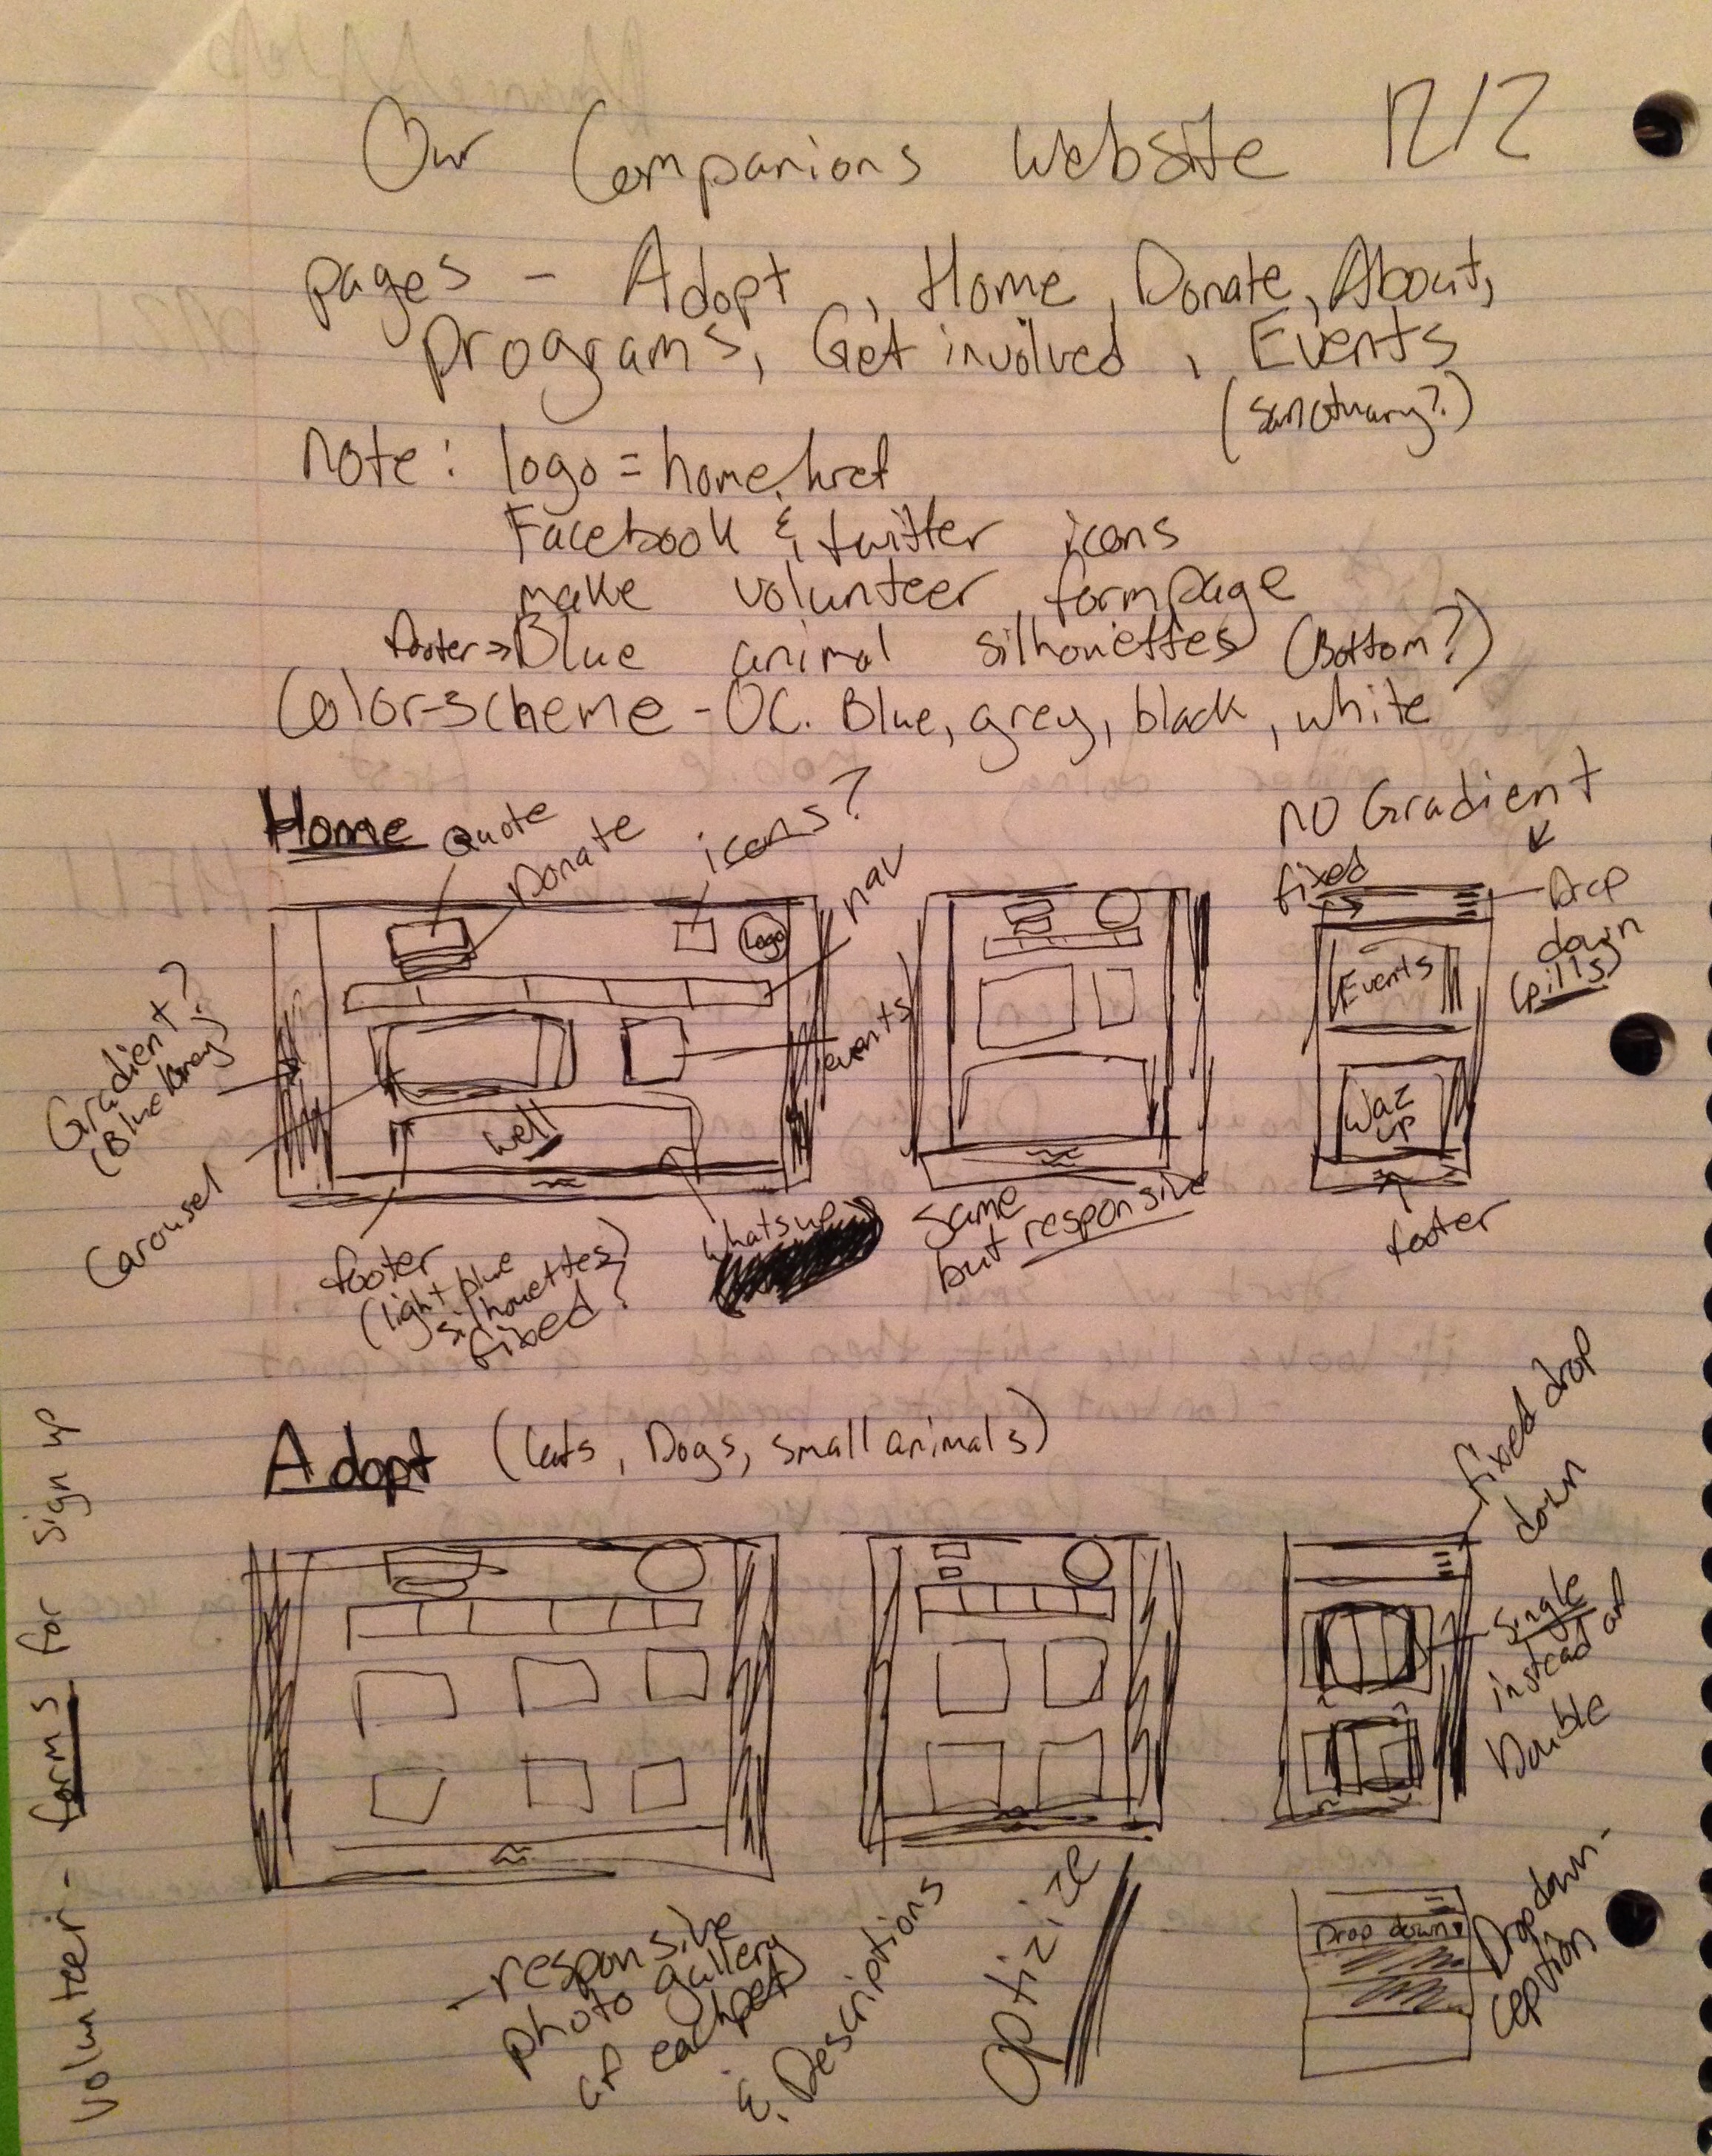 Our Companions Website 12/2
pages - Adopt, Home, Donate, About,
programs, Get involved, Events
(sanctuary?)
note: logo = home.href
Facebook & twitter icons
make volunteer form page
footer → Blue animal silhouettes (Bottom?)
Color-scheme - OC. Blue, grey, black, white
Home
Quote
Donate
icons?
nav
Logo
Gradient?
(Blue/Grey)
Carousel
events
Well
footer
(light blue
silhouettes)
fixed?
whats up
Same
but responsive
NO Gradient
fixed
Drop
down
(pills)
Events
Waz
up
footer
Adopt (Cats, Dogs, small animals)
fixed drop
down
Single
instead of
Double
- responsive
photo gallery
of each pet
& Descriptions
Optizize
Drop down
Dropdown-
ception
Volunteer - forms for sign up